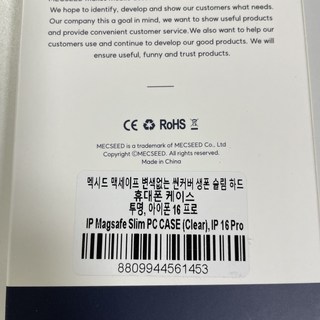 We hope to identify, develop and show our customers what needs.
Our company this a goal in mind, we want to show useful products
and provide convenient customer service.We also want to help our
customers use and continue to develop our good products. We will
ensure useful, funny and trust products.
CE RoHS
MECSEED is a trademark of MECSEED Co., Ltd
Copyright ©MECSEED. All rights reserved.
Made in China
멕시드 맥세이프 변색없는 씬커버 생폰 슬림 하드
휴대폰 케이스
투명, 아이폰 16 프로
IP Magsafe Slim PC CASE (Clear), IP 16 Pro
8809944561453